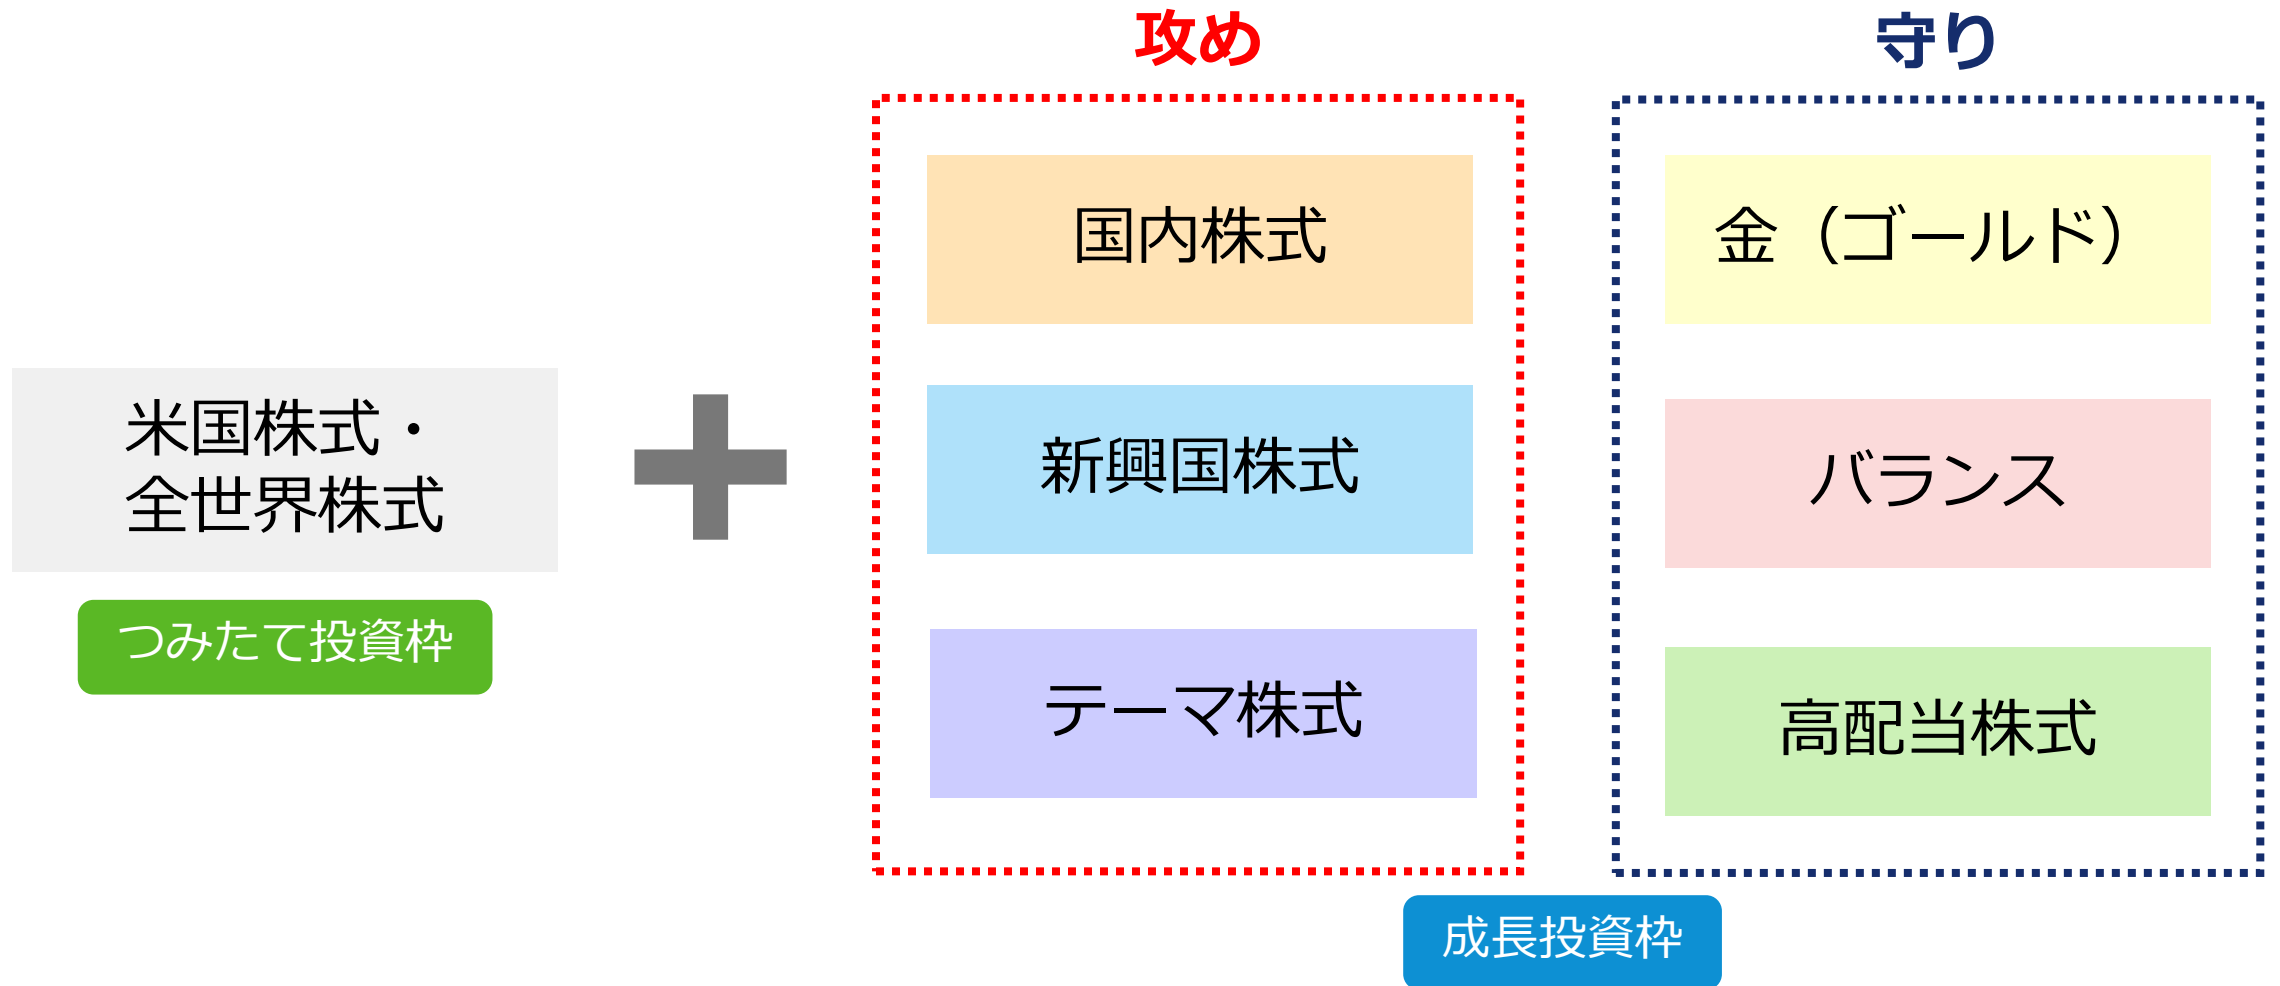 攻め
守り
国内株式
金（ゴールド）
米国株式・
全世界株式
新興国株式
バランス
つみたて投資枠
テーマ株式
高配当株式
成長投資枠